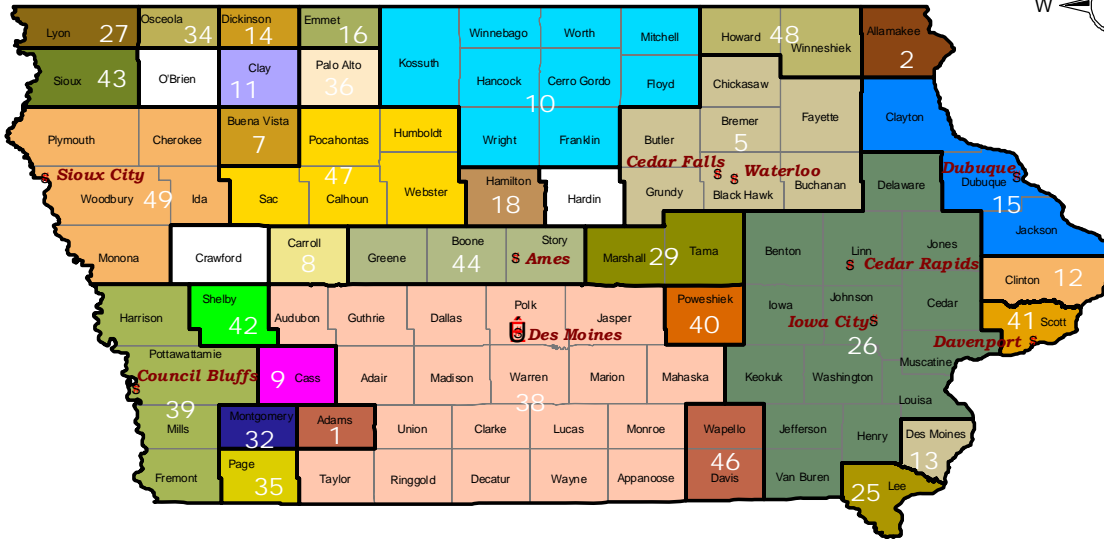 W
Lyon 27
Osceola 34
Dickinson 14
Emmet 16
Kossuth
Winnebago
Worth
Mitchell
Howard 48
Winneshiek
Allamakee 2
Sioux 43
O'Brien
Clay 11
Palo Alto 36
Hancock
Cerro Gordo
10
Floyd
Chickasaw
Fayette
Clayton
Plymouth
Cherokee
Buena Vista 7
Pocahontas
Humboldt
Wright
Franklin
Butler
Bremer 5
Sioux City
Woodbury 49
Ida
Sac
47
Calhoun
Webster
Hamilton 18
Hardin
Grundy
Cedar Falls
Waterloo
Black Hawk
Buchanan
Delaware
Dubuque
Dubuque 15
Jackson
Monona
Crawford
Carroll 8
Greene
Boone 44
Story
Ames
Marshall 29
Tama
Benton
Linn
Cedar Rapids
Jones
Clinton 12
Harrison
Shelby 42
Audubon
Guthrie
Dallas
Polk
Des Moines
Jasper
Poweshiek 40
Iowa
Johnson
Iowa City
26
Cedar
41 Scott
Davenport
Pottawattamie
Council Bluffs
39
9 Cass
Adair
Madison
Warren
38
Marion
Mahaska
Keokuk
Washington
Muscatine
Louisa
Mills
Montgomery 32
Adams 1
Union
Clarke
Lucas
Monroe
Wapello
46
Jefferson
Henry
Des Moines 13
Fremont
Page 35
Taylor
Ringgold
Decatur
Wayne
Appanoose
Davis
Van Buren
25 Lee